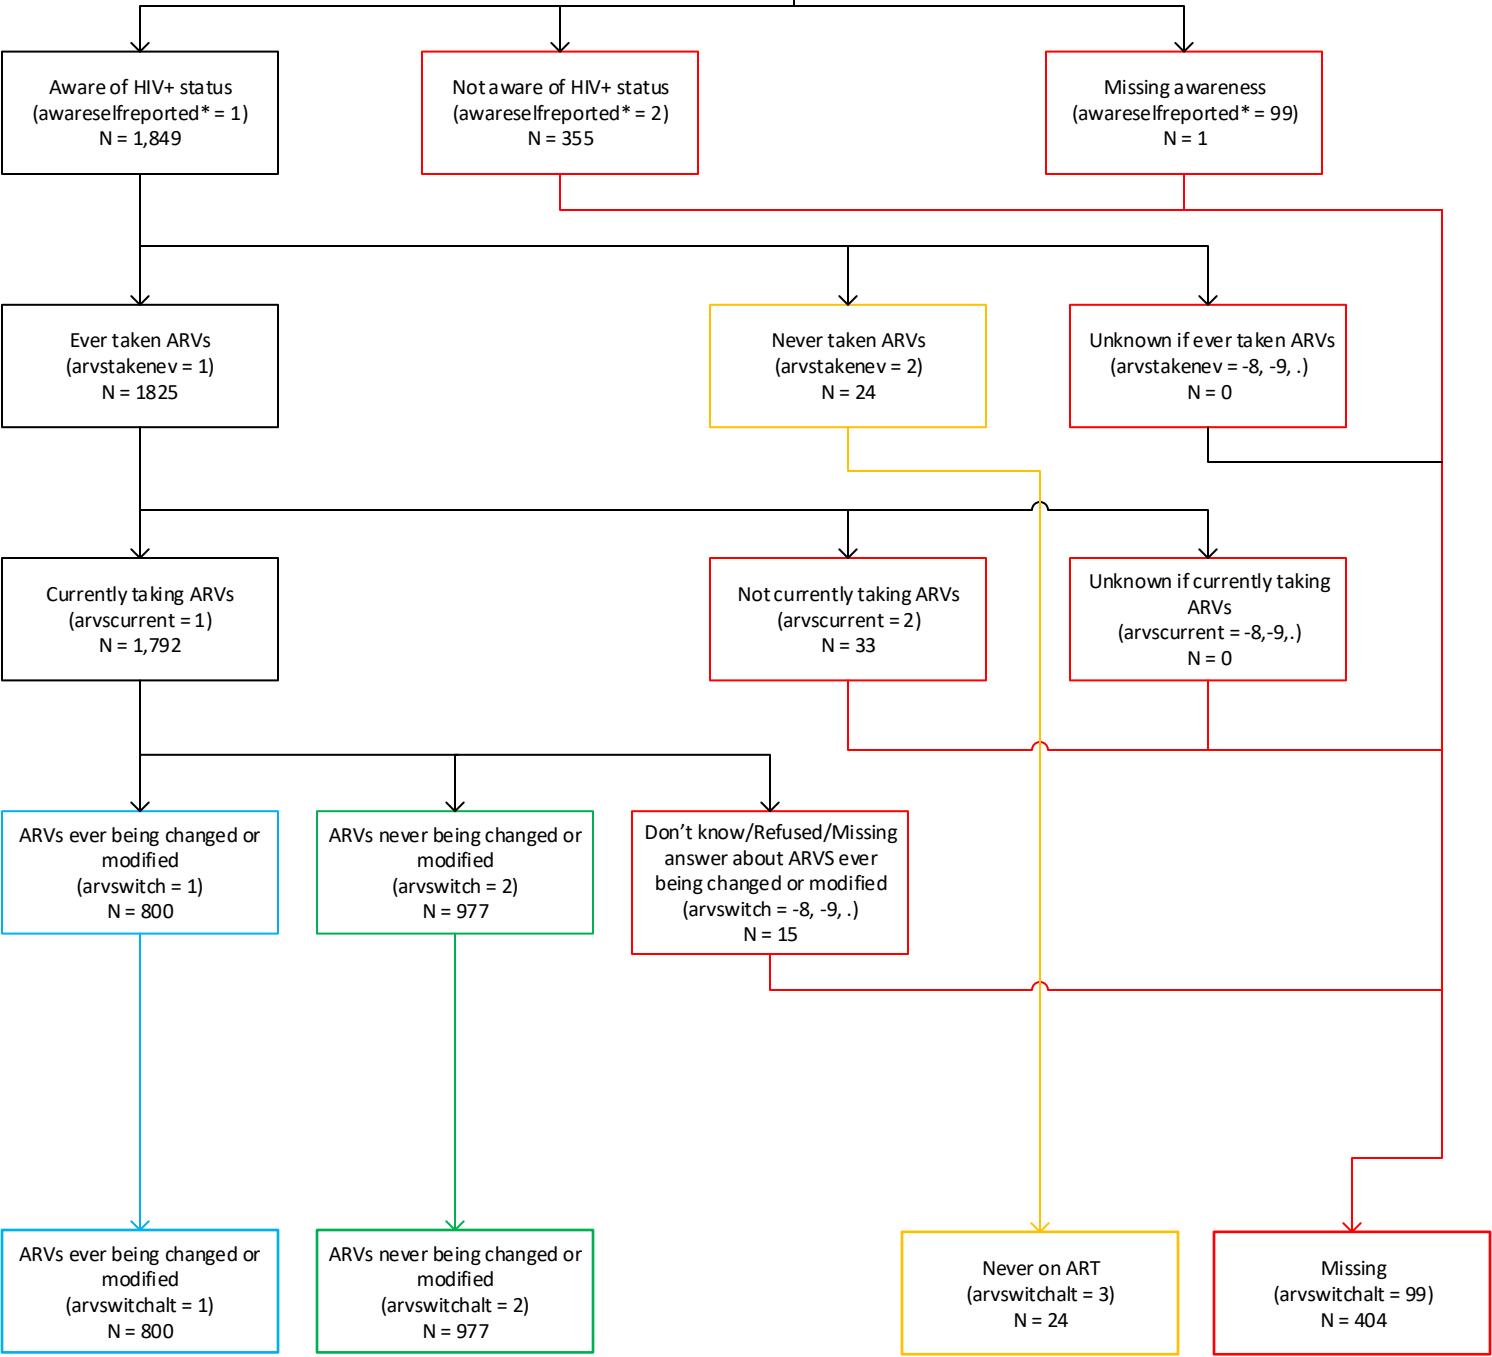 Aware of HIV+ status
(awareselfreported* = 1)
N = 1,849
Not aware of HIV+ status
(awareselfreported* = 2)
N = 355
Missing awareness
(awareselfreported* = 99)
N = 1
Ever taken ARVs
(arvstakenev = 1)
N = 1825
Never taken ARVs
(arvstakenev = 2)
N = 24
Unknown if ever taken ARVs
(arvstakenev = -8, -9, .)
N = 0
Currently taking ARVs
(arvscurrent = 1)
N = 1,792
Not currently taking ARVs
(arvscurrent = 2)
N = 33
Unknown if currently taking
ARVs
(arvscurrent = -8,-9,.)
N = 0
ARVs ever being changed or
modified
(arvswitch = 1)
N = 800
ARVs never being changed or
modified
(arvswitch = 2)
N = 977
Don’t know/Refused/Missing
answer about ARVS ever
being changed or modified
(arvswitch = -8, -9, .)
N = 15
ARVs ever being changed or
modified
(arvswitchalt = 1)
N = 800
ARVs never being changed or
modified
(arvswitchalt = 2)
N = 977
Never on ART
(arvswitchalt = 3)
N = 24
Missing
(arvswitchalt = 99)
N = 404